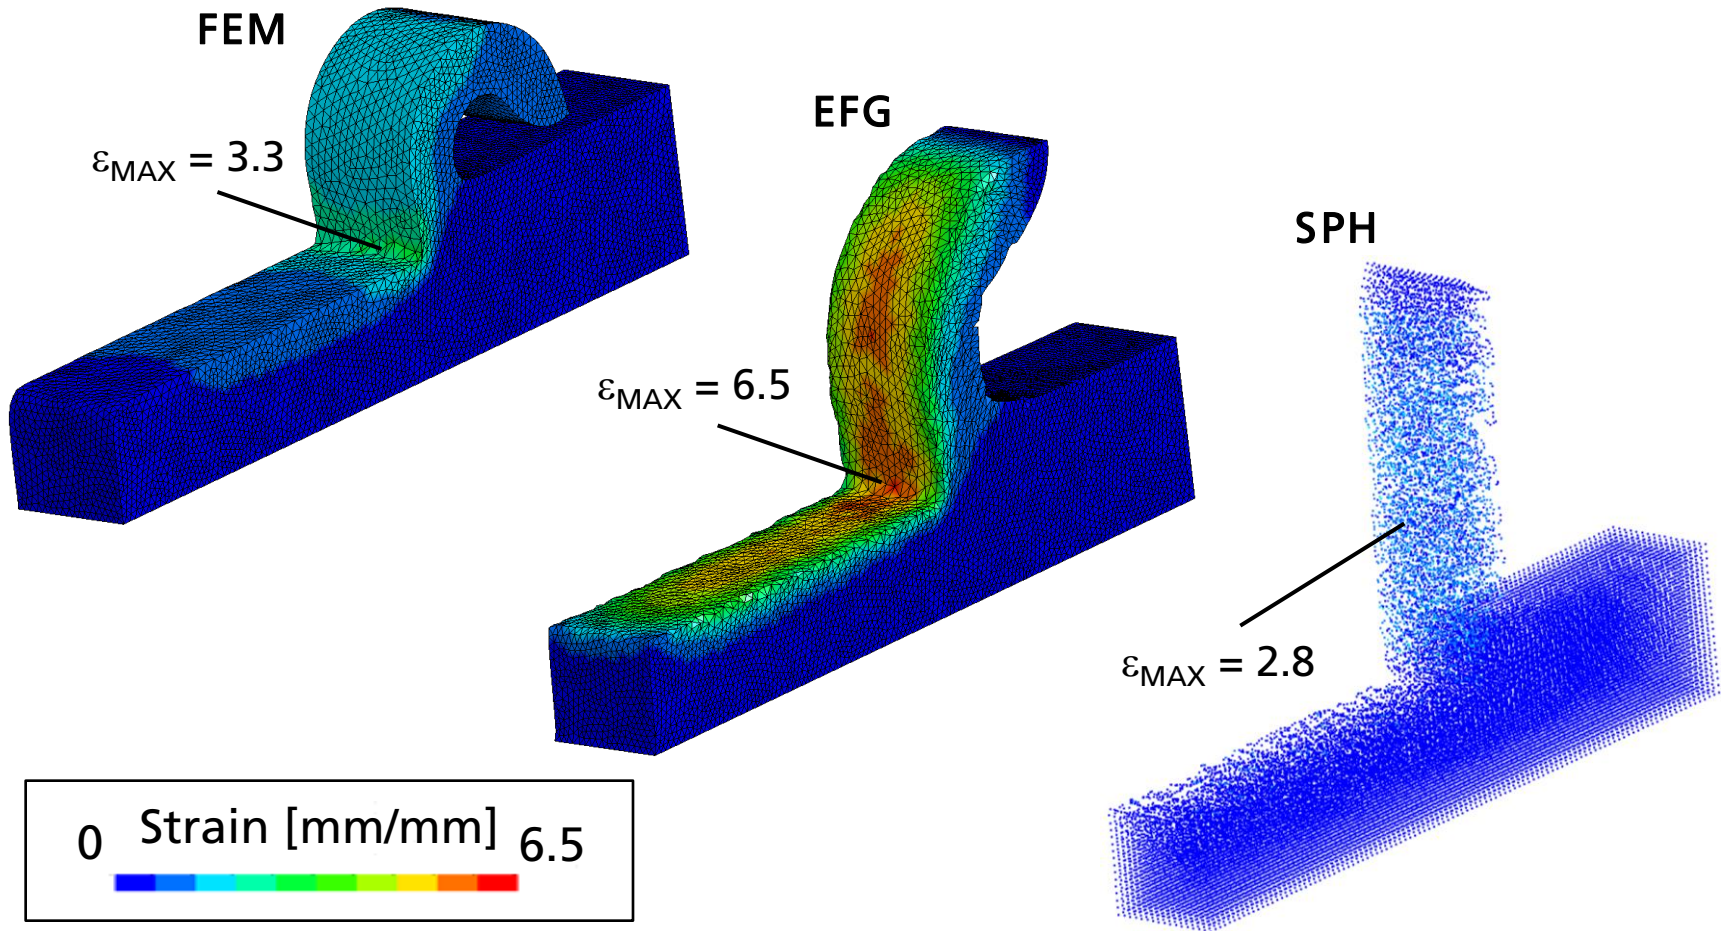 FEM
εMAX = 3.3
EFG
εMAX = 6.5
SPH
εMAX = 2.8
0 Strain [mm/mm] 6.5